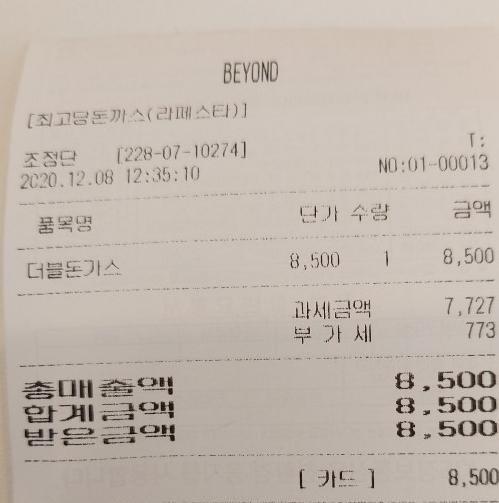 BEYOND
[최고당돈까스(라페스타)]
T:
조정단 [228-07-10274]
NO:01-00013
2020.12.08 12:35:10
품목명 단가 수량 금액
더블돈가스 8,500 1 8,500
과세금액 7,727
부 가 세 773
총매출액 8,500
합계금액 8,500
받은금액 8,500
[ 카드 ] 8,500